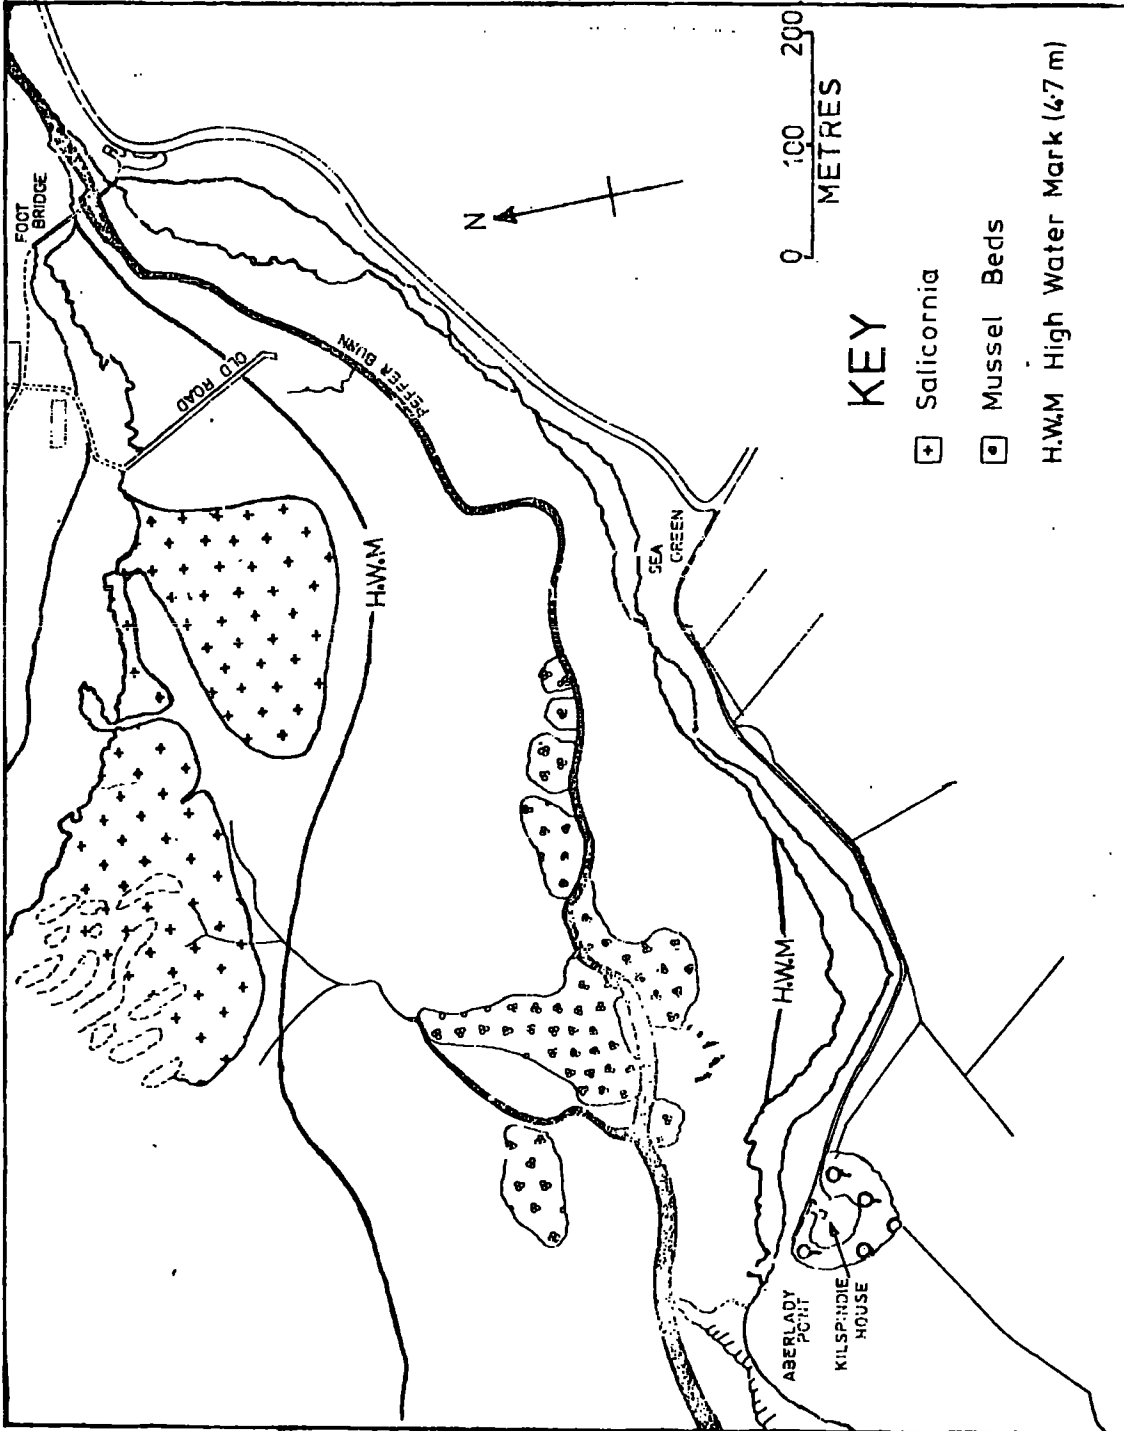 FOOT
BRIDGE
OLD ROAD
PEFFER BURN
N
H.W.M
SEA
GREEN
H.W.M
ABERLADY
POINT
KILSPINDIE
HOUSE
0 100 200
METRES
KEY
+ Salicornia
Mussel Beds
H.W.M High Water Mark (4·7 m)